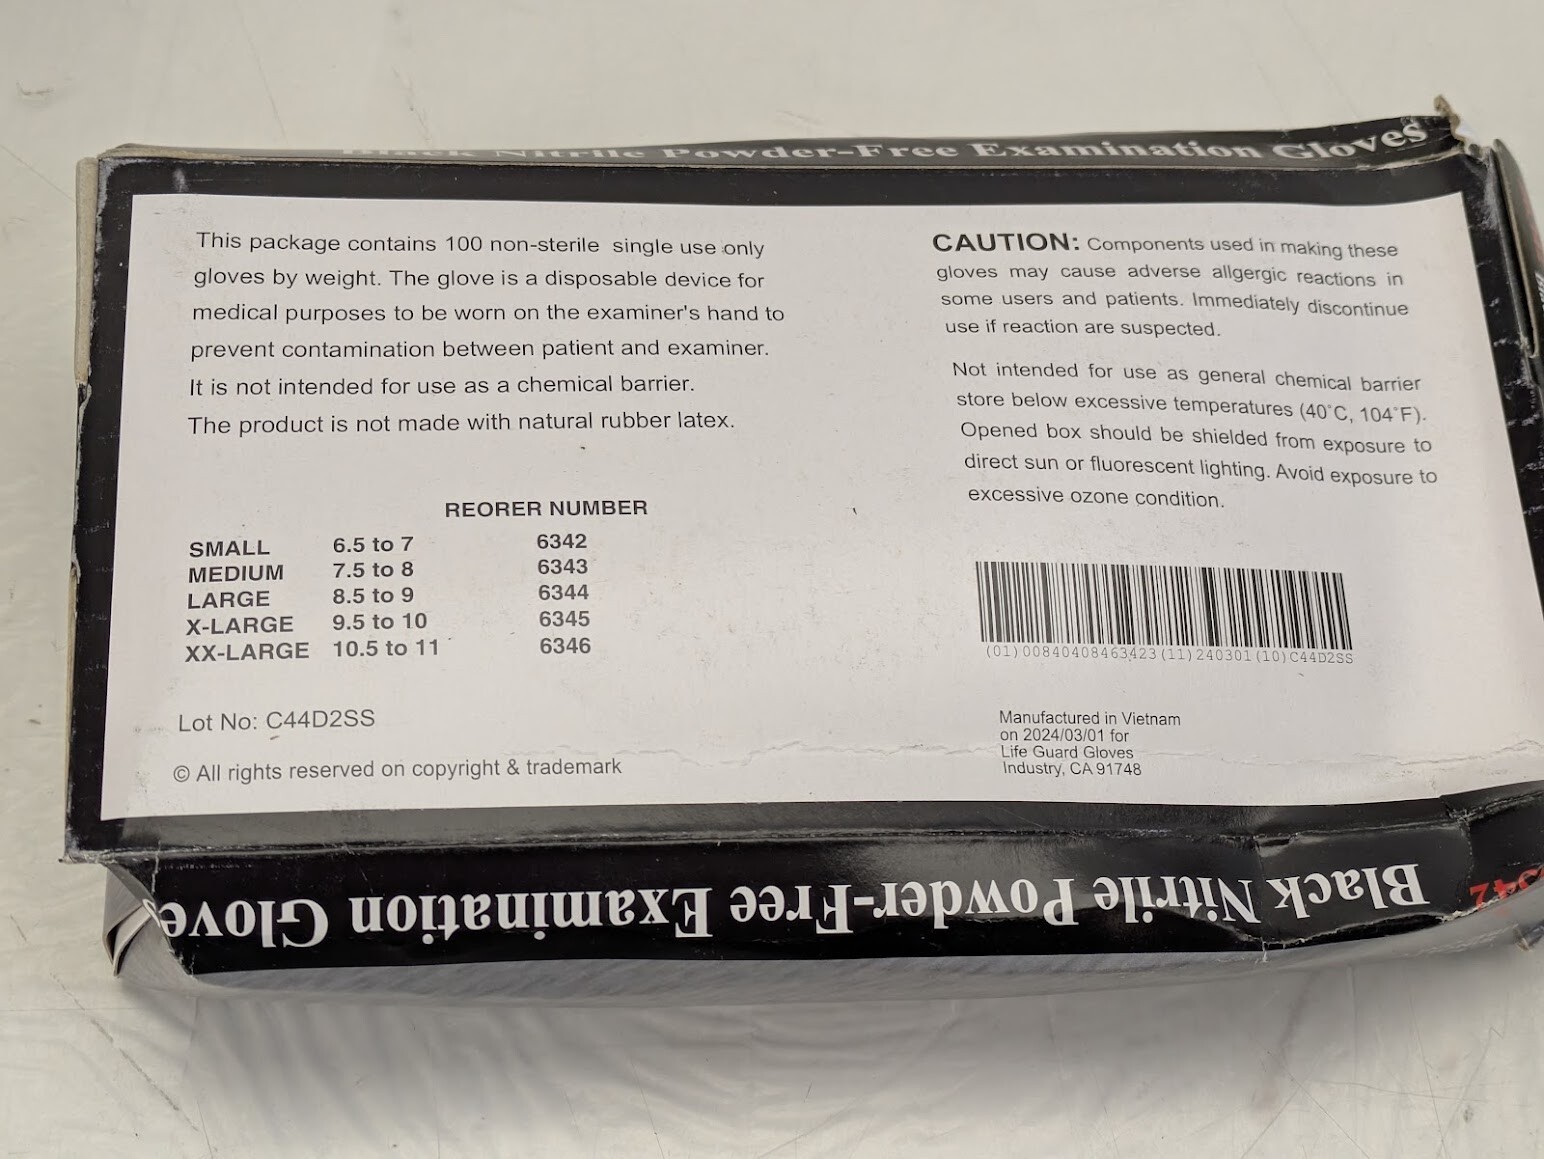 Black Nitrile Powder-Free Examination Gloves
This package contains 100 non-sterile single use only
gloves by weight. The glove is a disposable device for
medical purposes to be worn on the examiner's hand to
prevent contamination between patient and examiner.
It is not intended for use as a chemical barrier.
The product is not made with natural rubber latex.
REORER NUMBER
SMALL 6.5 to 7 6342
MEDIUM 7.5 to 8 6343
LARGE 8.5 to 9 6344
X-LARGE 9.5 to 10 6345
XX-LARGE 10.5 to 11 6346
Lot No: C44D2SS
© All rights reserved on copyright & trademark
CAUTION: Components used in making these
gloves may cause adverse allgergic reactions in
some users and patients. Immediately discontinue
use if reaction are suspected.
Not intended for use as general chemical barrier
store below excessive temperatures (40°C, 104°F).
Opened box should be shielded from exposure to
direct sun or fluorescent lighting. Avoid exposure to
excessive ozone condition.
(01)00840408463423(11)240301(10)C44D2SS
Manufactured in Vietnam
on 2024/03/01 for
Life Guard Gloves
Industry, CA 91748
Black Nitrile Powder-Free Examination Glove